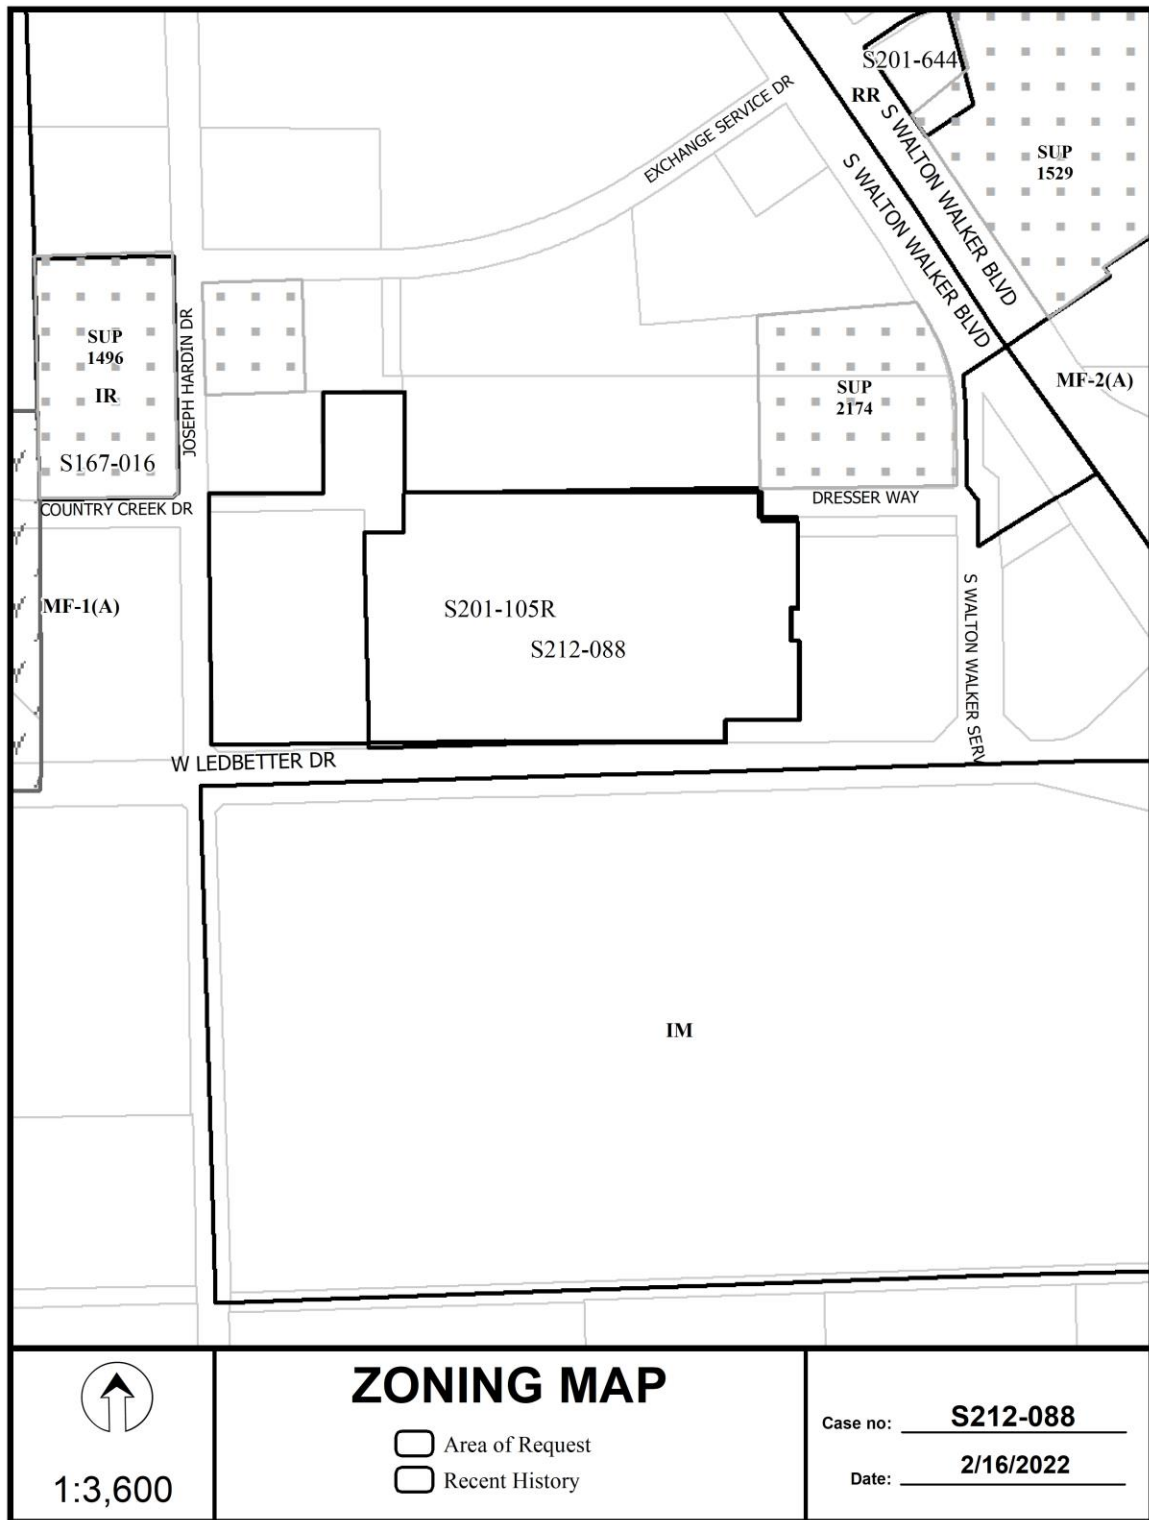 S201-644
EXCHANGE SERVICE DR
RR
S WALTON WALKER BLVD
S WALTON WALKER BLVD
SUP
1529
JOSEPH HARDIN DR
SUP
1496
IR
S167-016
SUP
2174
MF-2(A)
COUNTRY CREEK DR
DRESSER WAY
MF-1(A)
S201-105R
S212-088
S WALTON WALKER SERV
W LEDBETTER DR
IM
1:3,600
ZONING MAP
Area of Request
Recent History
Case no: S212-088
Date: 2/16/2022